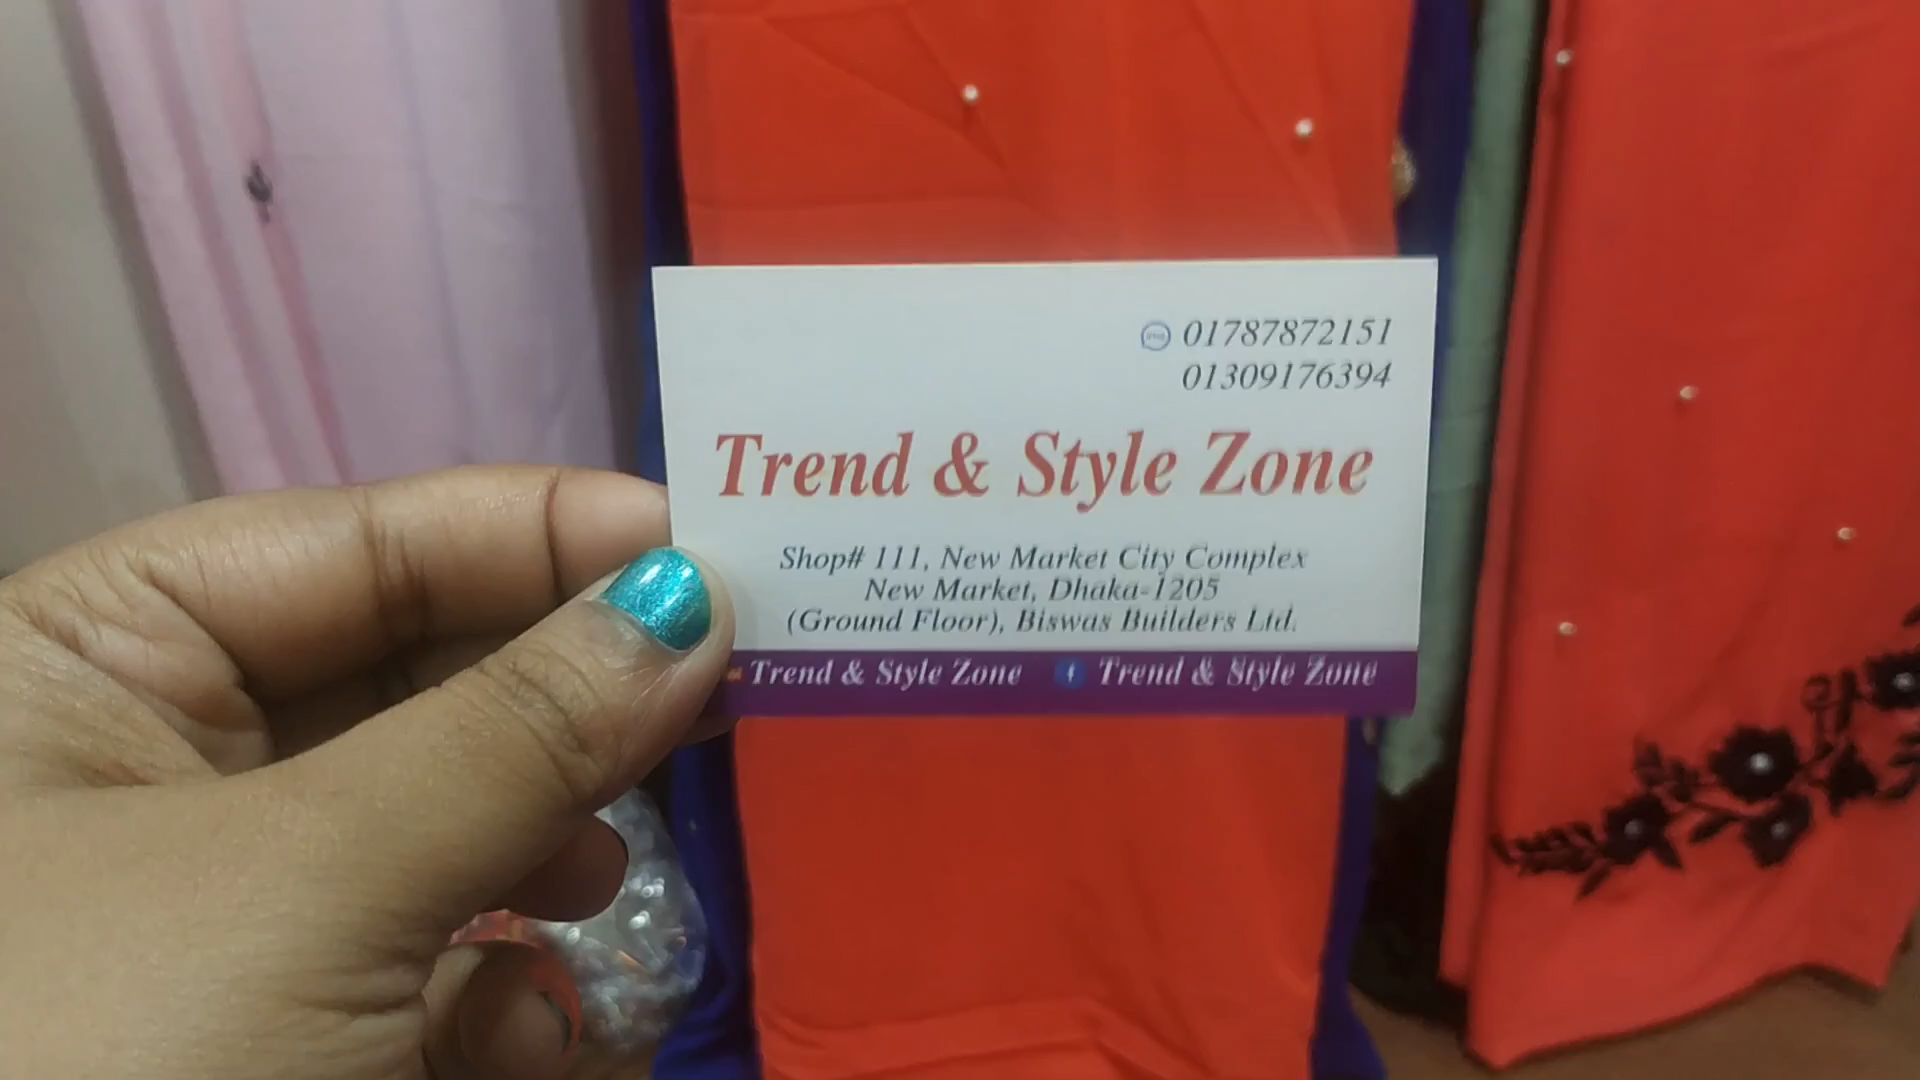 01787872151
01309176394
Trend & Style Zone
Shop# 111, New Market City Complex
New Market, Dhaka-1205
(Ground Floor), Biswas Builders Ltd.
Trend & Style Zone Trend & Style Zone